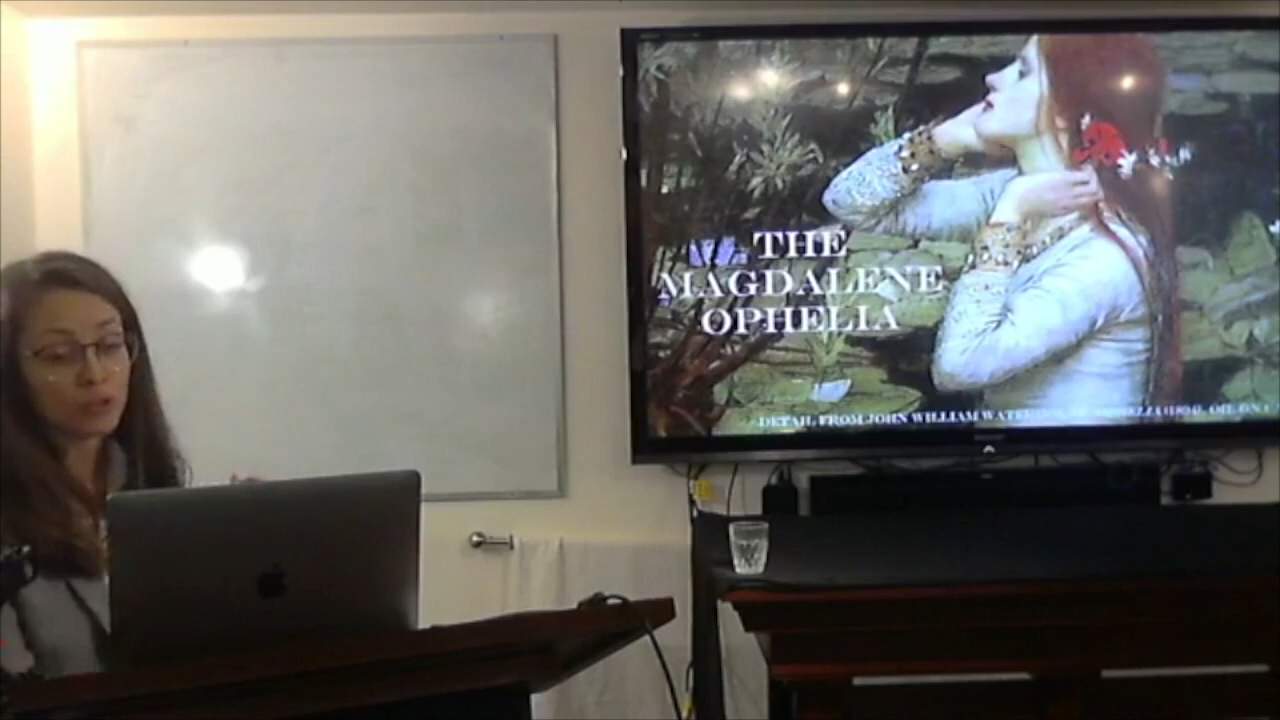 THE
MAGDALENE
OPHELIA
DETAIL FROM JOHN WILLIAM